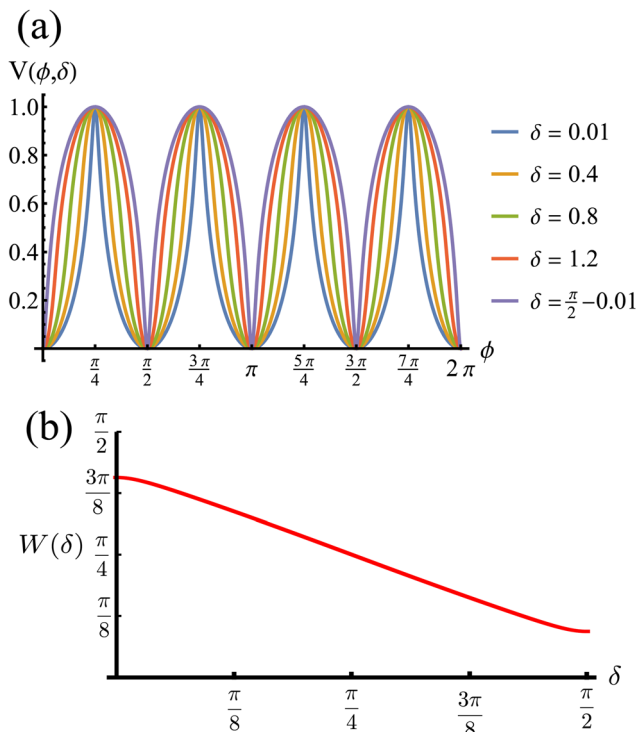 (a)
V(ϕ,δ)
1.0
0.8
0.6
0.4
0.2
π/4 π/2 3π/4 π 5π/4 3π/2 7π/4 2π ϕ
δ = 0.01
δ = 0.4
δ = 0.8
δ = 1.2
δ = π/2 −0.01
(b)
π/2
3π/8
W(δ) π/4
π/8
π/8 π/4 3π/8 π/2 δ